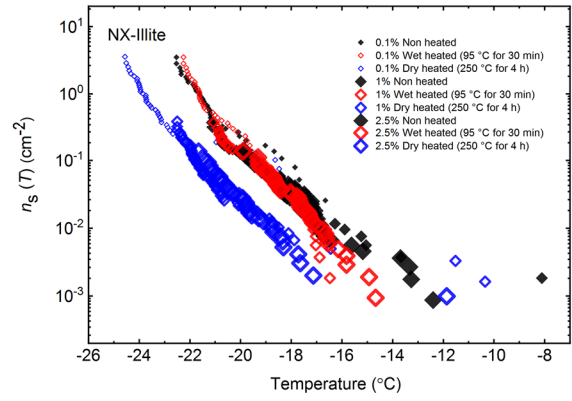 NX-Illite
0.1% Non heated
0.1% Wet heated (95 °C for 30 min)
0.1% Dry heated (250 °C for 4 h)
1% Non heated
1% Wet heated (95 °C for 30 min)
1% Dry heated (250 °C for 4 h)
2.5% Non heated
2.5% Wet heated (95 °C for 30 min)
2.5% Dry heated (250 °C for 4 h)
n_s (T) (cm⁻²)
10¹
10⁰
10⁻¹
10⁻²
10⁻³
-26 -24 -22 -20 -18 -16 -14 -12 -10 -8
Temperature (°C)